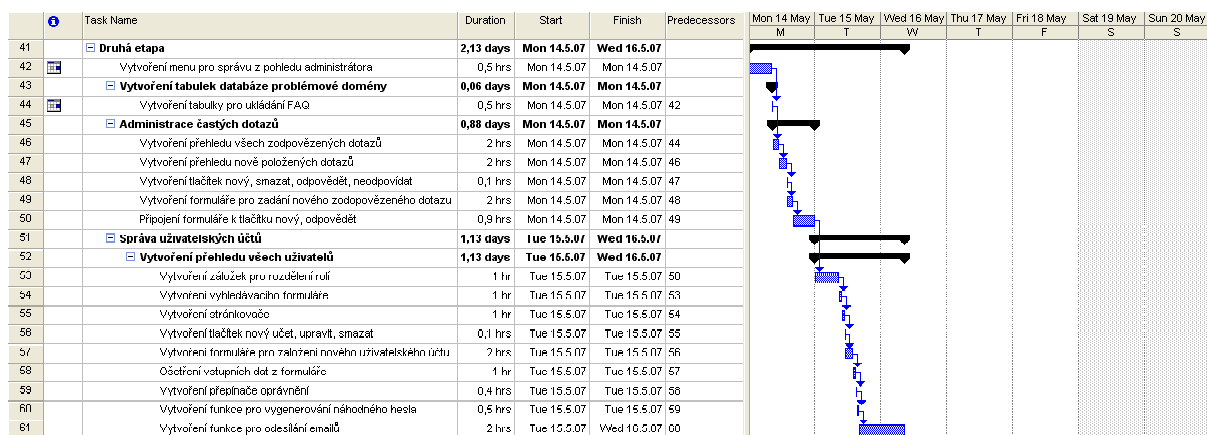 Task Name Duration Start Finish Predecessors Mon 14 May Tue 15 May Wed 16 May Thu 17 May Fri 18 May Sat 19 May Sun 20 May
M T W T F S S
41 Druhá etapa 2,13 days Mon 14.5.07 Wed 16.5.07
42 Vytvoření menu pro správu z pohledu administrátora 0,5 hrs Mon 14.5.07 Mon 14.5.07
43 Vytvoření tabulek databáze problémové domény 0,06 days Mon 14.5.07 Mon 14.5.07
44 Vytvoření tabulky pro ukládání FAQ 0,5 hrs Mon 14.5.07 Mon 14.5.07 42
45 Administrace častých dotazů 0,88 days Mon 14.5.07 Mon 14.5.07
46 Vytvoření přehledu všech zodpovězených dotazů 2 hrs Mon 14.5.07 Mon 14.5.07 44
47 Vytvoření přehledu nově položených dotazů 2 hrs Mon 14.5.07 Mon 14.5.07 46
48 Vytvoření tlačítek nový, smazat, odpovědět, neodpovídat 0,1 hrs Mon 14.5.07 Mon 14.5.07 47
49 Vytvoření formuláře pro zadání nového zodopovězeného dotazu 2 hrs Mon 14.5.07 Mon 14.5.07 48
50 Připojení formuláře k tlačítku nový, odpovědět 0,9 hrs Mon 14.5.07 Mon 14.5.07 49
51 Správa uživatelských účtů 1,13 days Tue 15.5.07 Wed 16.5.07
52 Vytvoření přehledu všech uživatelů 1,13 days Tue 15.5.07 Wed 16.5.07
53 Vytvoření záložek pro rozdělení rolí 1 hr Tue 15.5.07 Tue 15.5.07 50
54 Vytvoření vyhledávacího formuláře 1 hr Tue 15.5.07 Tue 15.5.07 53
55 Vytvoření stránkovače 1 hr Tue 15.5.07 Tue 15.5.07 54
56 Vytvoření tlačítek nový učet, upravit, smazat 0,1 hrs Tue 15.5.07 Tue 15.5.07 55
57 Vytvoření formuláře pro založení nového uživatelského účtu 2 hrs Tue 15.5.07 Tue 15.5.07 56
58 Ošetření vstupních dat z formuláře 1 hr Tue 15.5.07 Tue 15.5.07 57
59 Vytvoření přepínače oprávnění 0,4 hrs Tue 15.5.07 Tue 15.5.07 58
60 Vytvoření funkce pro vygenerování náhodného hesla 0,5 hrs Tue 15.5.07 Tue 15.5.07 59
61 Vytvoření funkce pro odesílání emailů 2 hrs Tue 15.5.07 Wed 16.5.07 60